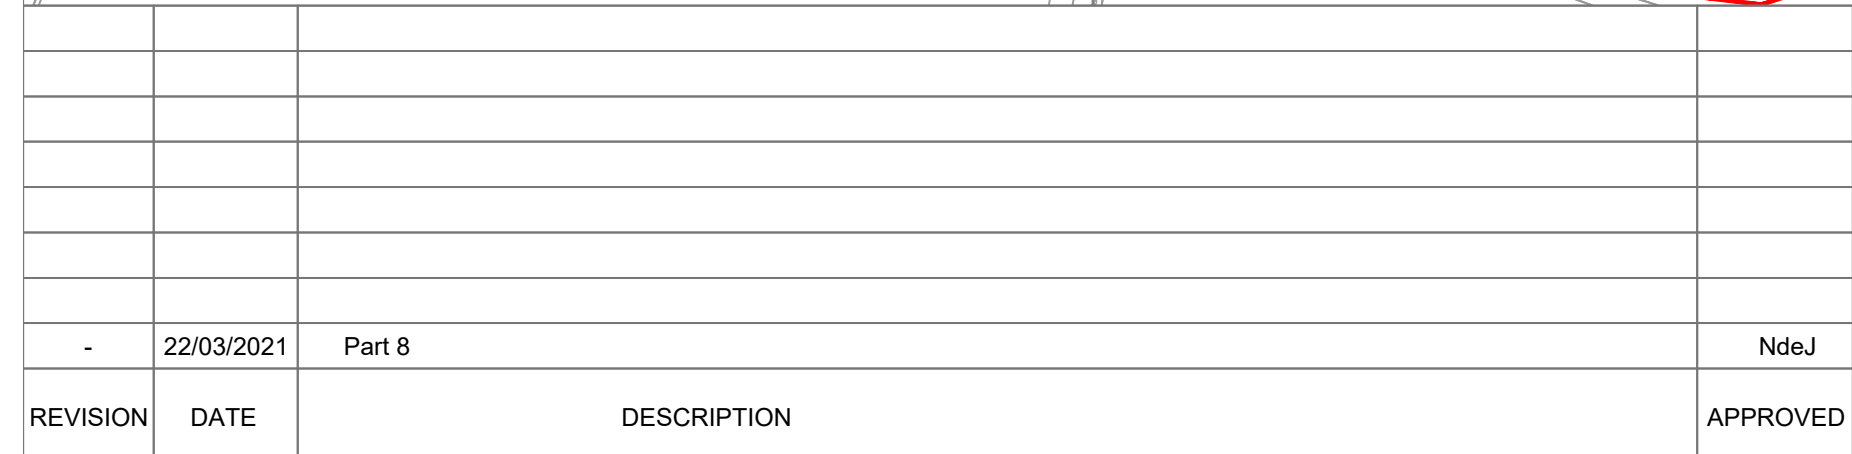 - 22/03/2021 Part 8 NdeJ
REVISION DATE DESCRIPTION APPROVED